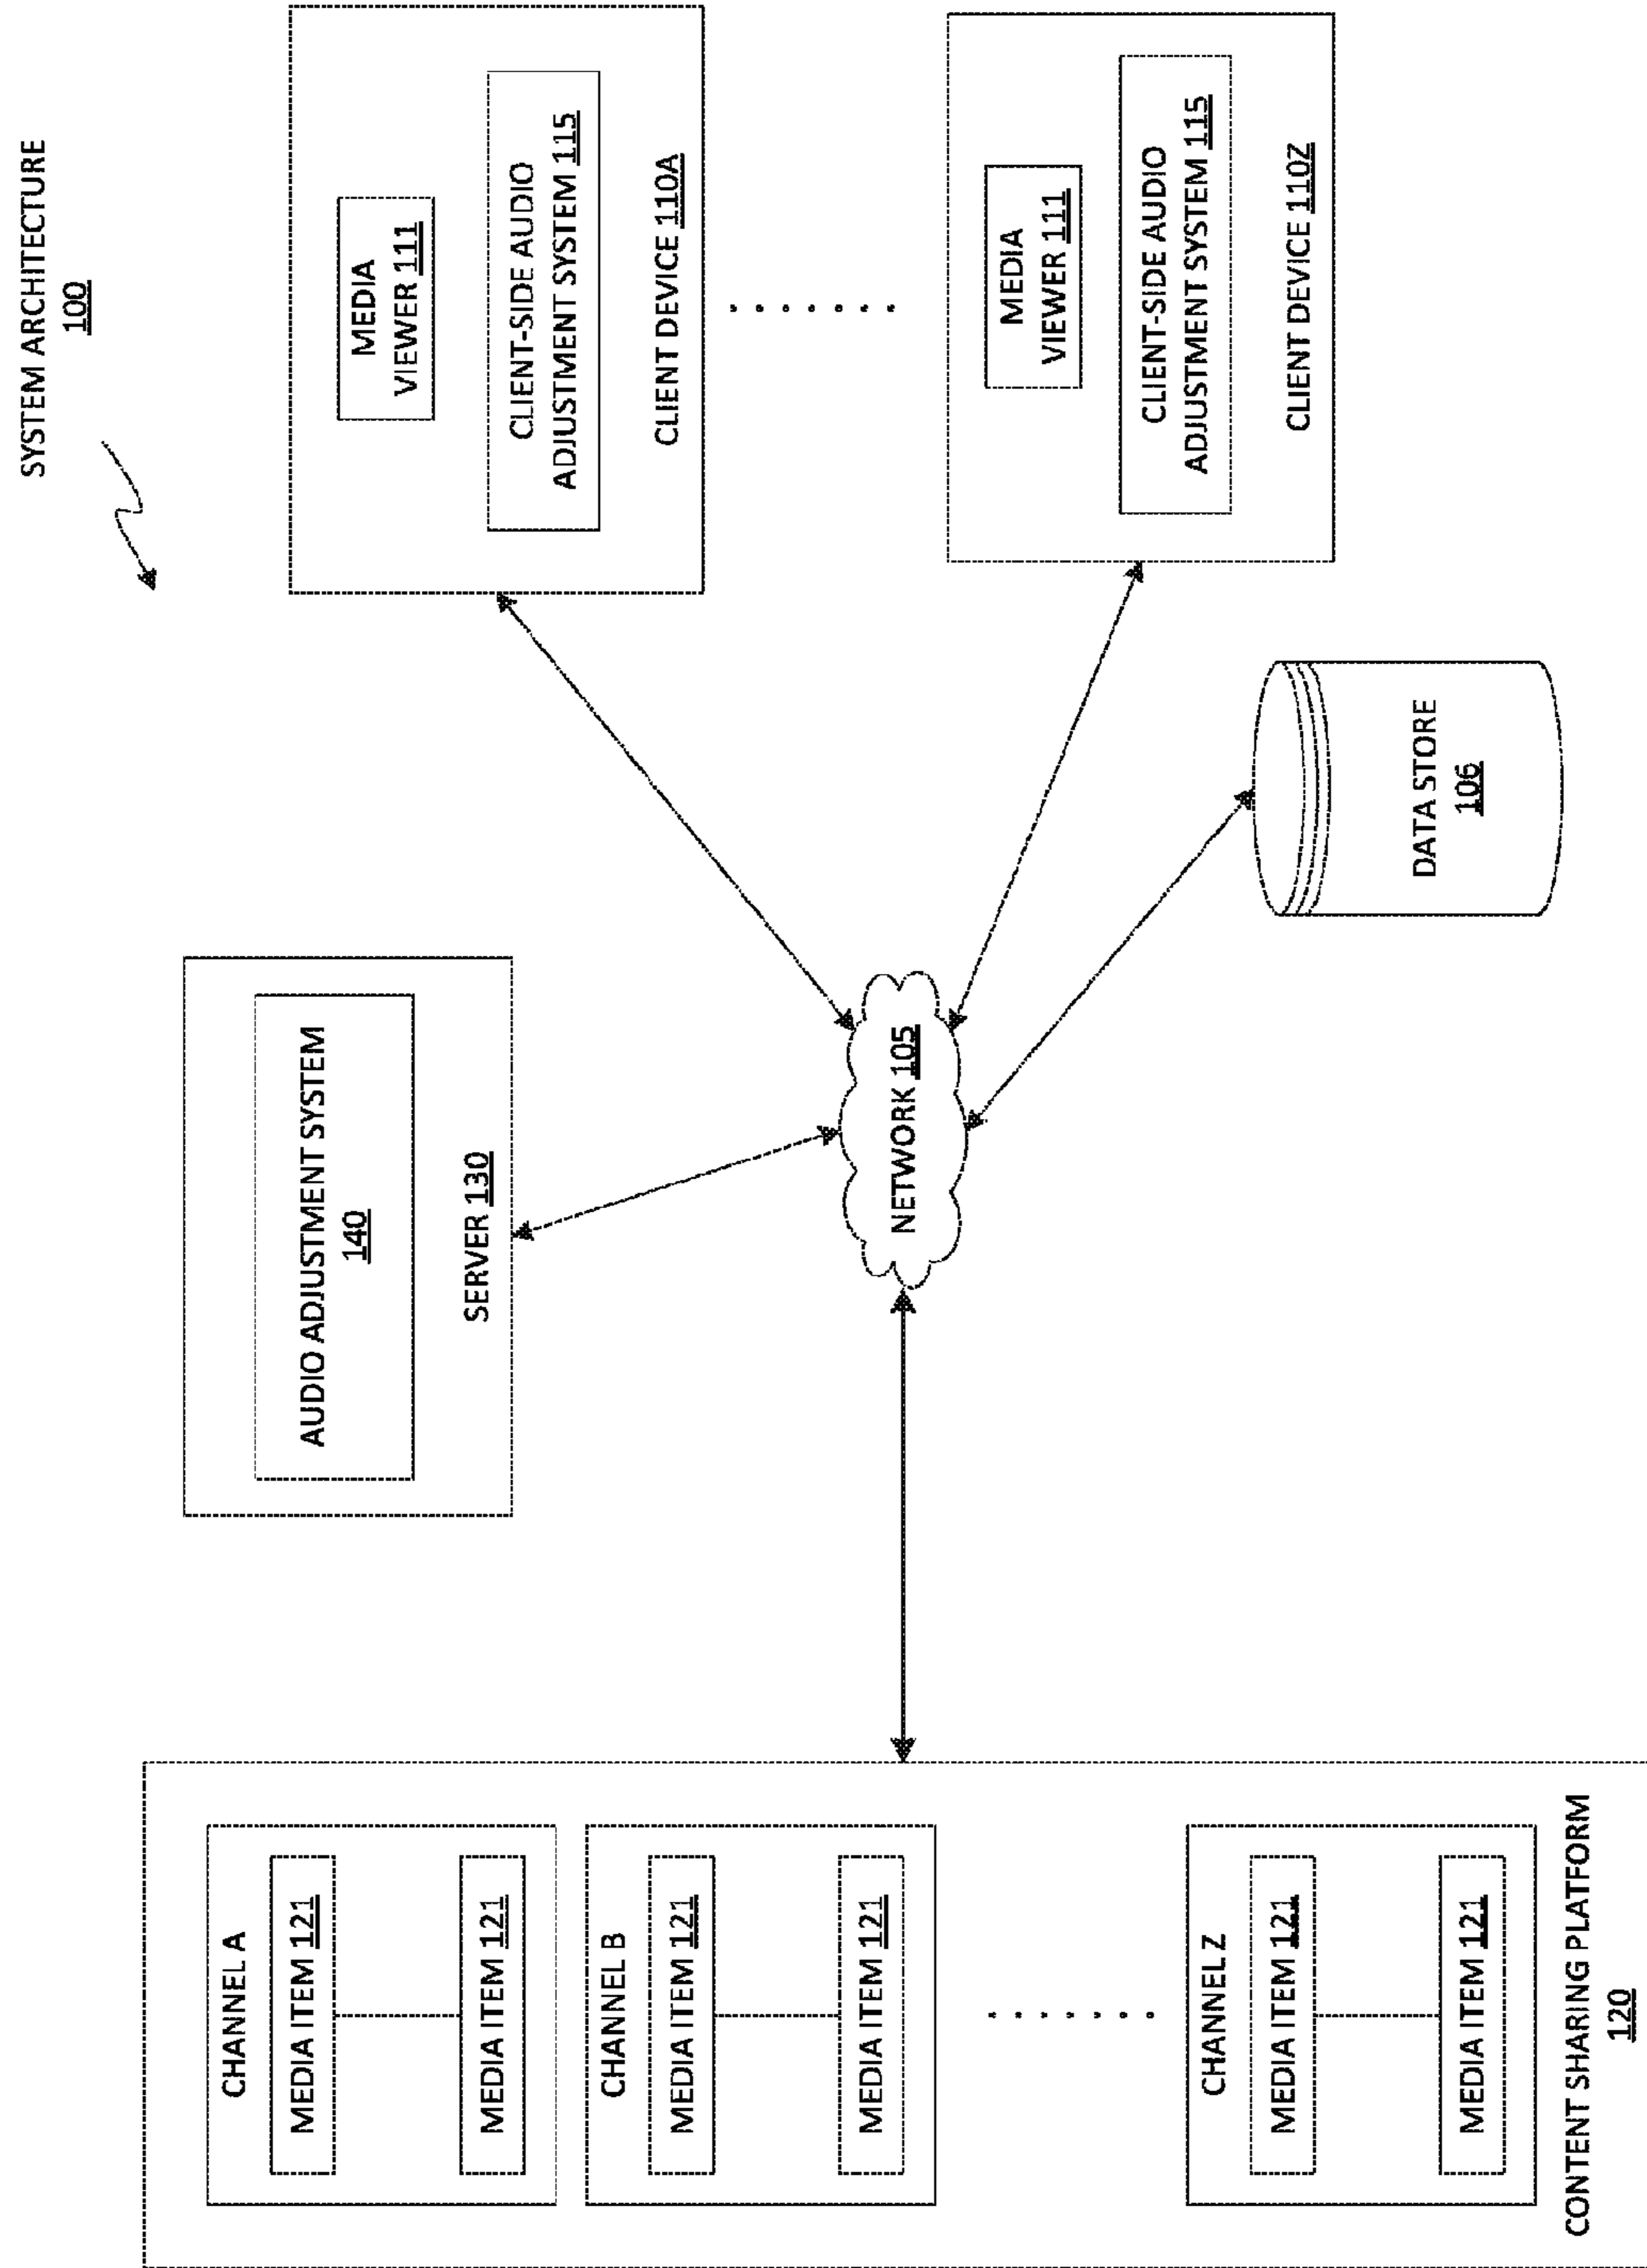 SYSTEM ARCHITECTURE
100
CHANNEL A
MEDIA ITEM 121
MEDIA ITEM 121
CHANNEL B
MEDIA ITEM 121
MEDIA ITEM 121
CHANNEL Z
MEDIA ITEM 121
MEDIA ITEM 121
CONTENT SHARING PLATFORM
120
AUDIO ADJUSTMENT SYSTEM
140
SERVER 130
NETWORK 105
MEDIA
VIEWER 111
CLIENT-SIDE AUDIO
ADJUSTMENT SYSTEM 115
CLIENT DEVICE 110A
MEDIA
VIEWER 111
CLIENT-SIDE AUDIO
ADJUSTMENT SYSTEM 115
CLIENT DEVICE 110Z
DATA STORE
106